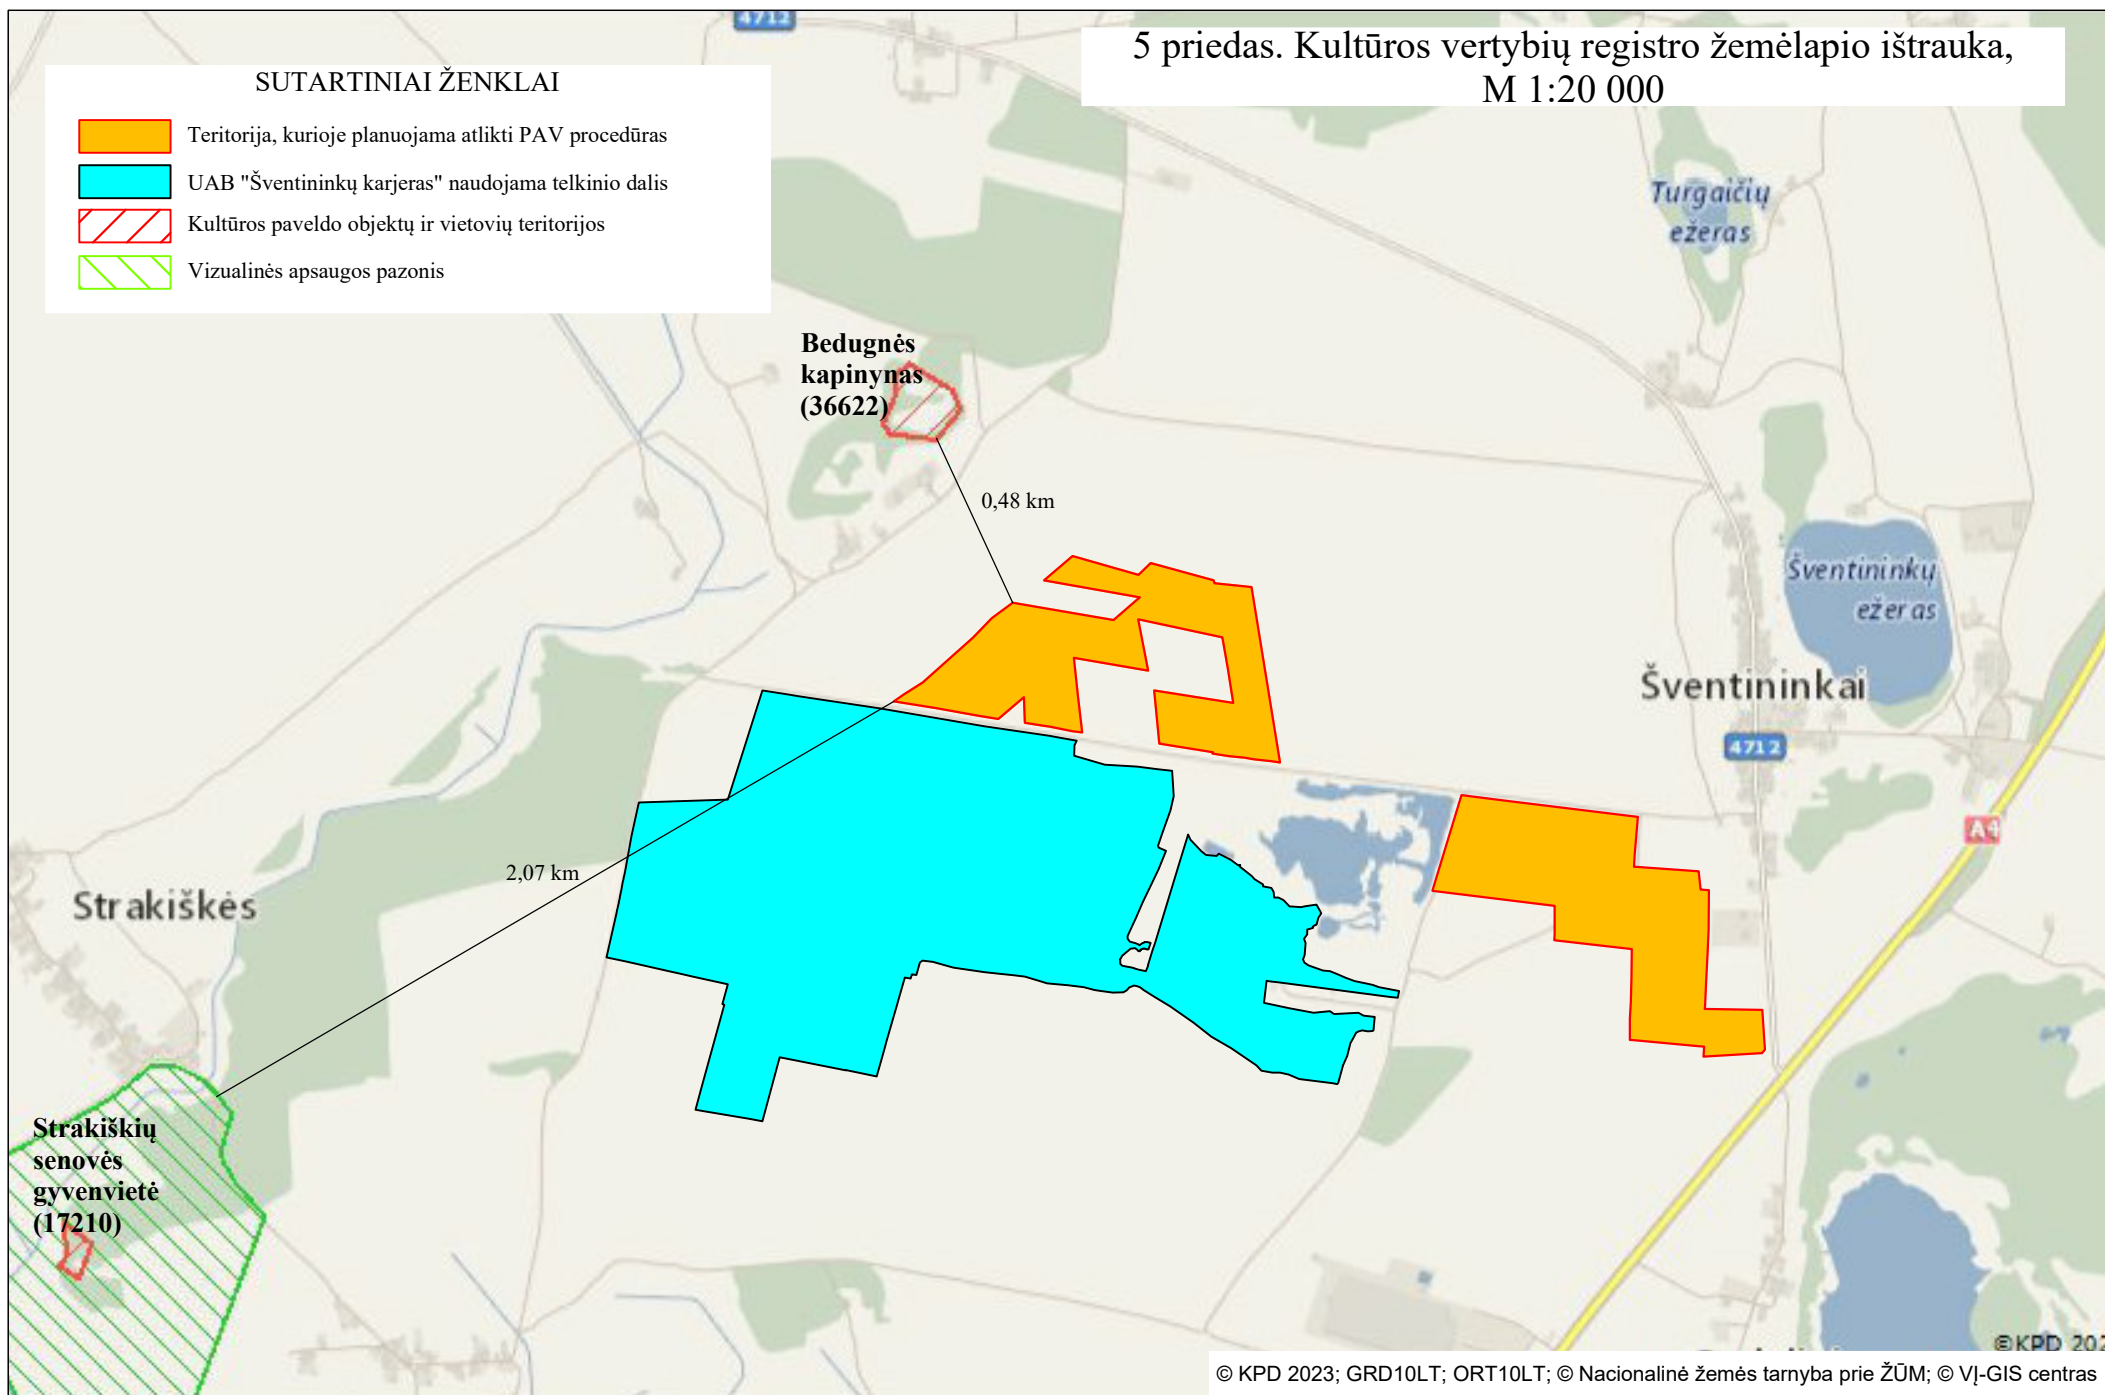 4712
5 priedas. Kultūros vertybių registro žemėlapio ištrauka,
M 1:20 000
SUTARTINIAI ŽENKLAI
Teritorija, kurioje planuojama atlikti PAV procedūras
UAB "Šventininkų karjeras" naudojama telkinio dalis
Kultūros paveldo objektų ir vietovių teritorijos
Vizualinės apsaugos pazonis
Turgaičių
ežeras
Bedugnės
kapinynas
(36622)
0,48 km
Šventininkų
ežeras
Šventininkai
4712
A4
2,07 km
Strakiškės
Strakiškių
senovės
gyvenvietė
(17210)
©KPD 202
© KPD 2023; GRD10LT; ORT10LT; © Nacionalinė žemės tarnyba prie ŽŪM; © VĮ-GIS centras